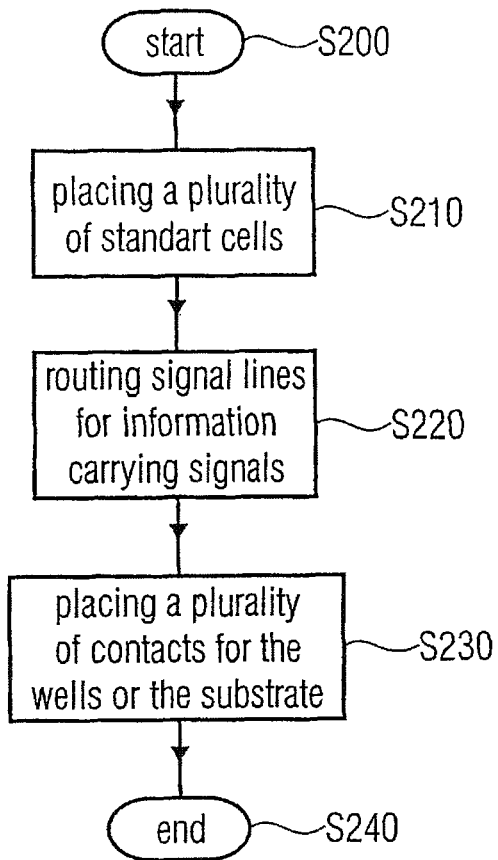 start
S200
placing a plurality
of standart cells
S210
routing signal lines
for information
carrying signals
S220
placing a plurality
of contacts for the
wells or the substrate
S230
end
S240